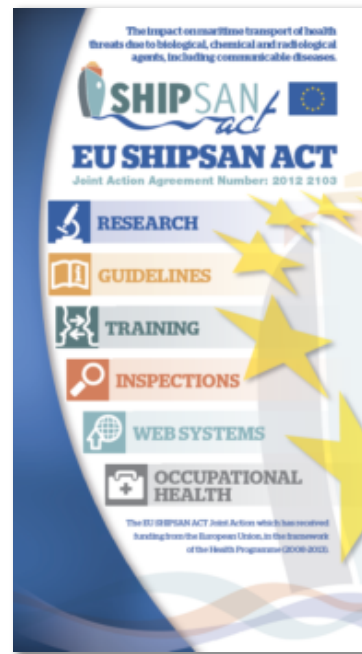 The impact on maritime transport of health
threats due to biological, chemical and radiological
agents, including communicable diseases.
SHIPSAN
act
EU SHIPSAN ACT
Joint Action Agreement Number: 2012 2103
RESEARCH
GUIDELINES
TRAINING
INSPECTIONS
WEB SYSTEMS
OCCUPATIONAL
HEALTH
The EU SHIPSAN ACT Joint Action which has received
funding from the European Union, in the framework
of the Health Programme (2008-2013).